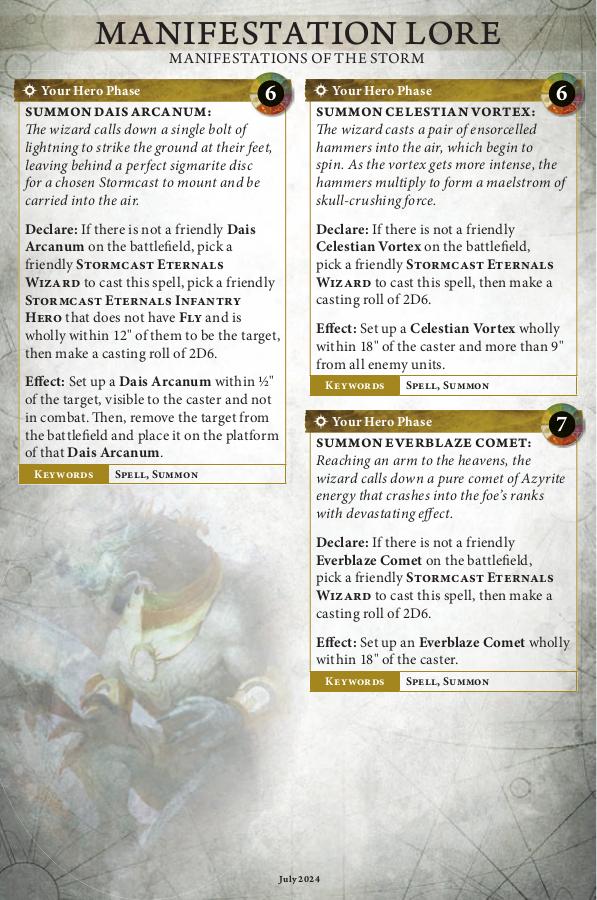 MANIFESTATION LORE
MANIFESTATIONS OF THE STORM
Your Hero Phase
6
SUMMON DAIS ARCANUM:
The wizard calls down a single bolt of
lightning to strike the ground at their feet,
leaving behind a perfect sigmarite disc
for a chosen Stormcast to mount and be
carried into the air.
Declare: If there is not a friendly Dais
Arcanum on the battlefield, pick a
friendly STORMCAST ETERNALS
WIZARD to cast this spell, pick a friendly
STORMCAST ETERNALS INFANTRY
HERO that does not have FLY and is
wholly within 12" of them to be the target,
then make a casting roll of 2D6.
Effect: Set up a Dais Arcanum within ½"
of the target, visible to the caster and not
in combat. Then, remove the target from
the battlefield and place it on the platform
of that Dais Arcanum.
KEYWORDS SPELL, SUMMON
Your Hero Phase
6
SUMMON CELESTIAN VORTEX:
The wizard casts a pair of ensorcelled
hammers into the air, which begin to
spin. As the vortex gets more intense, the
hammers multiply to form a maelstrom of
skull-crushing force.
Declare: If there is not a friendly
Celestian Vortex on the battlefield,
pick a friendly STORMCAST ETERNALS
WIZARD to cast this spell, then make a
casting roll of 2D6.
Effect: Set up a Celestian Vortex wholly
within 18" of the caster and more than 9"
from all enemy units.
KEYWORDS SPELL, SUMMON
Your Hero Phase
7
SUMMON EVERBLAZE COMET:
Reaching an arm to the heavens, the
wizard calls down a pure comet of Azyrite
energy that crashes into the foe's ranks
with devastating effect.
Declare: If there is not a friendly
Everblaze Comet on the battlefield,
pick a friendly STORMCAST ETERNALS
WIZARD to cast this spell, then make a
casting roll of 2D6.
Effect: Set up an Everblaze Comet wholly
within 18" of the caster.
KEYWORDS SPELL, SUMMON
July 2024